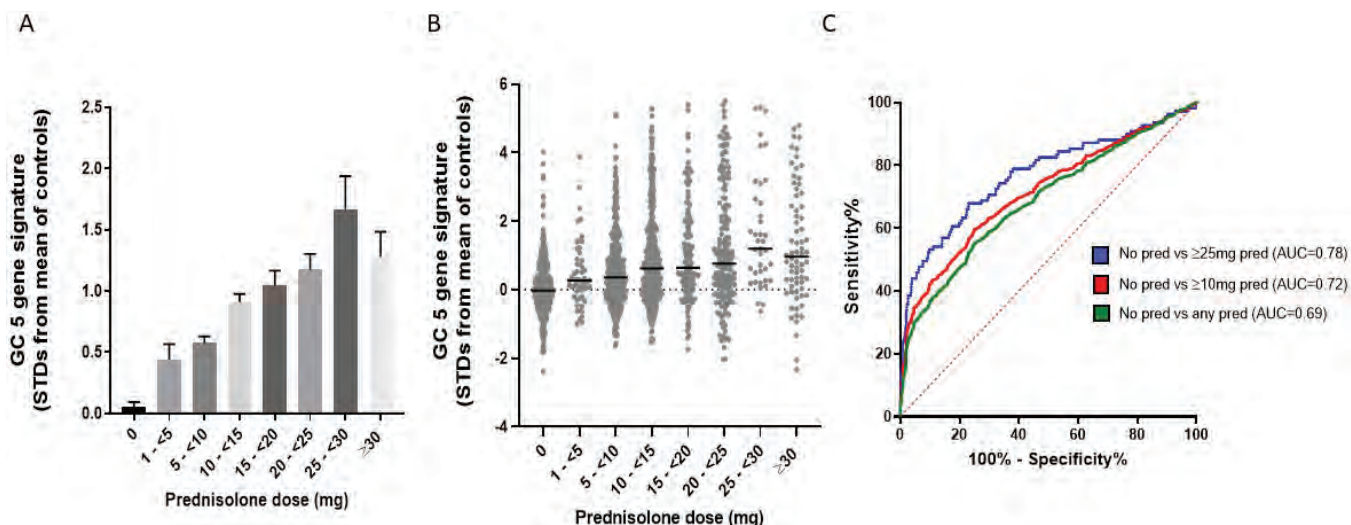 A
GC 5 gene signature
(STDs from mean of controls)
2.5
2.0
1.5
1.0
0.5
0.0
0
1 - <5
5 - <10
10 - <15
15 - <20
20 - <25
25 - <30
≥30
Prednisolone dose (mg)
B
GC 5 gene signature
(STDs from mean of controls)
6
4
2
0
-2
-4
0
1 - <5
5 - <10
10 - <15
15 - <20
20 - <25
25 - <30
≥30
Prednisolone dose (mg)
C
Sensitivity%
100
80
60
40
20
0
No pred vs ≥25mg pred (AUC=0.78)
No pred vs ≥10mg pred (AUC=0.72)
No pred vs any pred (AUC=0.69)
0
20
40
60
80
100
100% - Specificity%